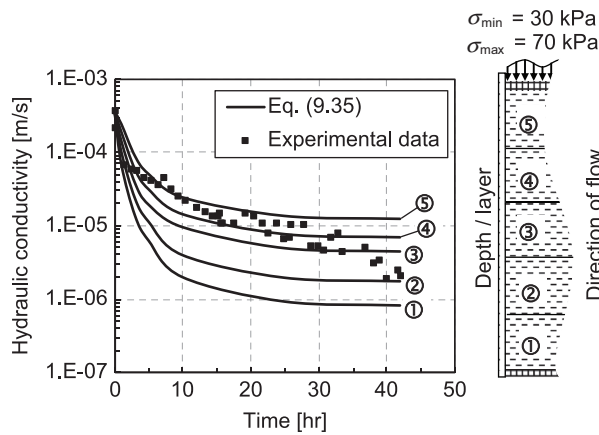 σmin = 30 kPa
σmax = 70 kPa
Hydraulic conductivity [m/s]
1.E-03
1.E-04
1.E-05
1.E-06
1.E-07
Eq. (9.35)
Experimental data
⑤
④
③
②
①
0
10
20
30
40
50
Time [hr]
Depth / layer
⑤
④
③
②
①
Direction of flow